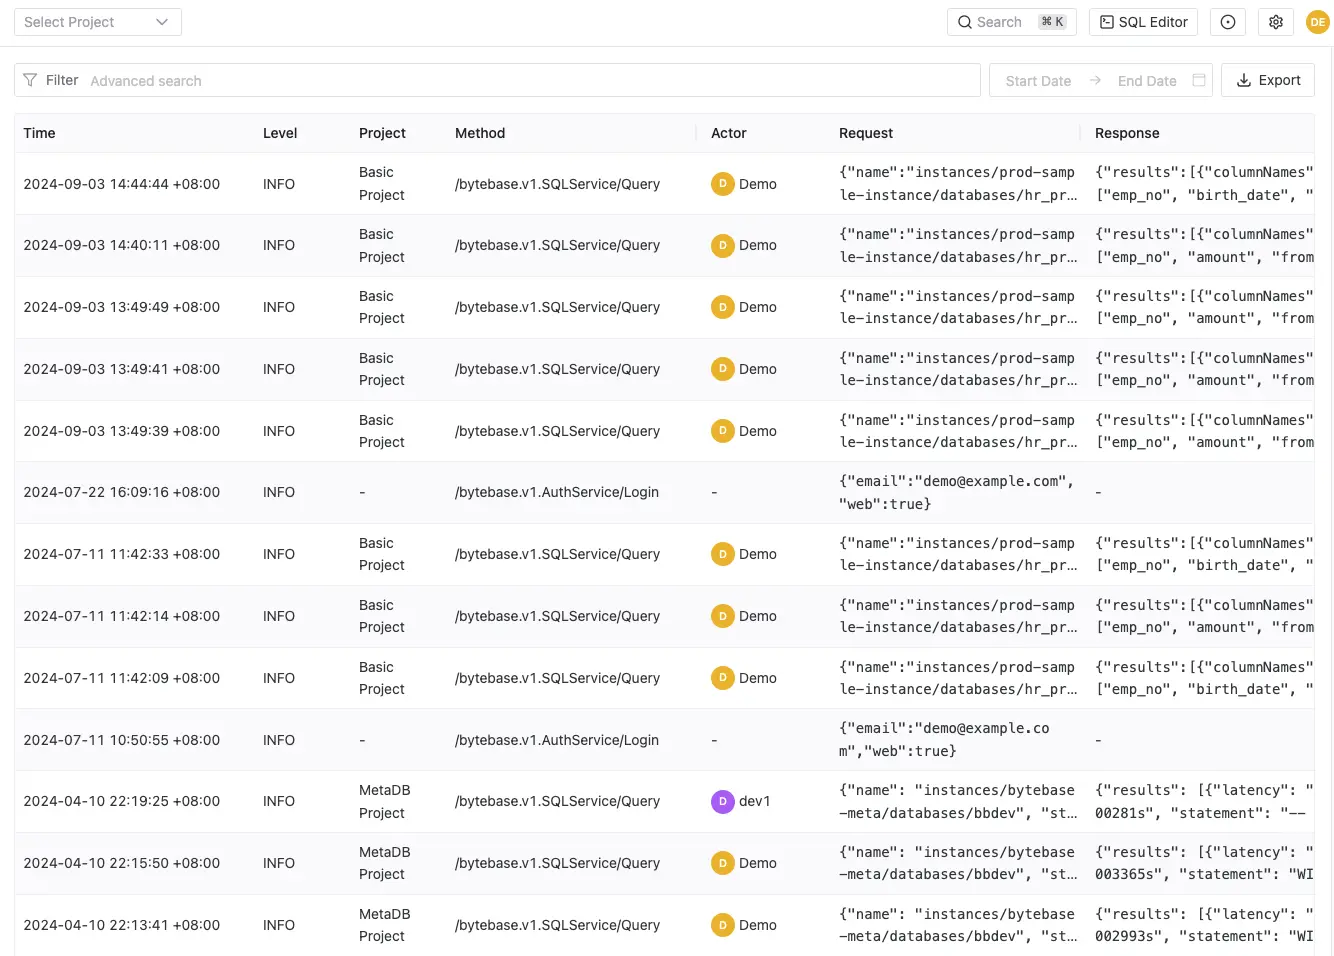 Select Project
Search ⌘ K
SQL Editor
DE
Filter Advanced search
Start Date → End Date
Export
Time Level Project Method Actor Request Response
2024-09-03 14:44:44 +08:00 INFO Basic Project /bytebase.v1.SQLService/Query D Demo {"name":"instances/prod-samp le-instance/databases/hr_pr... {"results":[{"columnNames" ["emp_no", "birth_date", "
2024-09-03 14:40:11 +08:00 INFO Basic Project /bytebase.v1.SQLService/Query D Demo {"name":"instances/prod-samp le-instance/databases/hr_pr... {"results":[{"columnNames" ["emp_no", "amount", "from
2024-09-03 13:49:49 +08:00 INFO Basic Project /bytebase.v1.SQLService/Query D Demo {"name":"instances/prod-samp le-instance/databases/hr_pr... {"results":[{"columnNames" ["emp_no", "amount", "from
2024-09-03 13:49:41 +08:00 INFO Basic Project /bytebase.v1.SQLService/Query D Demo {"name":"instances/prod-samp le-instance/databases/hr_pr... {"results":[{"columnNames" ["emp_no", "amount", "from
2024-09-03 13:49:39 +08:00 INFO Basic Project /bytebase.v1.SQLService/Query D Demo {"name":"instances/prod-samp le-instance/databases/hr_pr... {"results":[{"columnNames" ["emp_no", "amount", "from
2024-07-22 16:09:16 +08:00 INFO - /bytebase.v1.AuthService/Login - {"email":"demo@example.com", "web":true} -
2024-07-11 11:42:33 +08:00 INFO Basic Project /bytebase.v1.SQLService/Query D Demo {"name":"instances/prod-samp le-instance/databases/hr_pr... {"results":[{"columnNames" ["emp_no", "birth_date", "
2024-07-11 11:42:14 +08:00 INFO Basic Project /bytebase.v1.SQLService/Query D Demo {"name":"instances/prod-samp le-instance/databases/hr_pr... {"results":[{"columnNames" ["emp_no", "amount", "from
2024-07-11 11:42:09 +08:00 INFO Basic Project /bytebase.v1.SQLService/Query D Demo {"name":"instances/prod-samp le-instance/databases/hr_pr... {"results":[{"columnNames" ["emp_no", "birth_date", "
2024-07-11 10:50:55 +08:00 INFO - /bytebase.v1.AuthService/Login - {"email":"demo@example.co m","web":true} -
2024-04-10 22:19:25 +08:00 INFO MetaDB Project /bytebase.v1.SQLService/Query D dev1 {"name": "instances/bytebase -meta/databases/bbdev", "st... {"results": [{"latency": " 00281s", "statement": "--
2024-04-10 22:15:50 +08:00 INFO MetaDB Project /bytebase.v1.SQLService/Query D Demo {"name": "instances/bytebase -meta/databases/bbdev", "st... {"results": [{"latency": " 003365s", "statement": "WI
2024-04-10 22:13:41 +08:00 INFO MetaDB Project /bytebase.v1.SQLService/Query D Demo {"name": "instances/bytebase -meta/databases/bbdev", "st... {"results": [{"latency": " 002993s", "statement": "WI